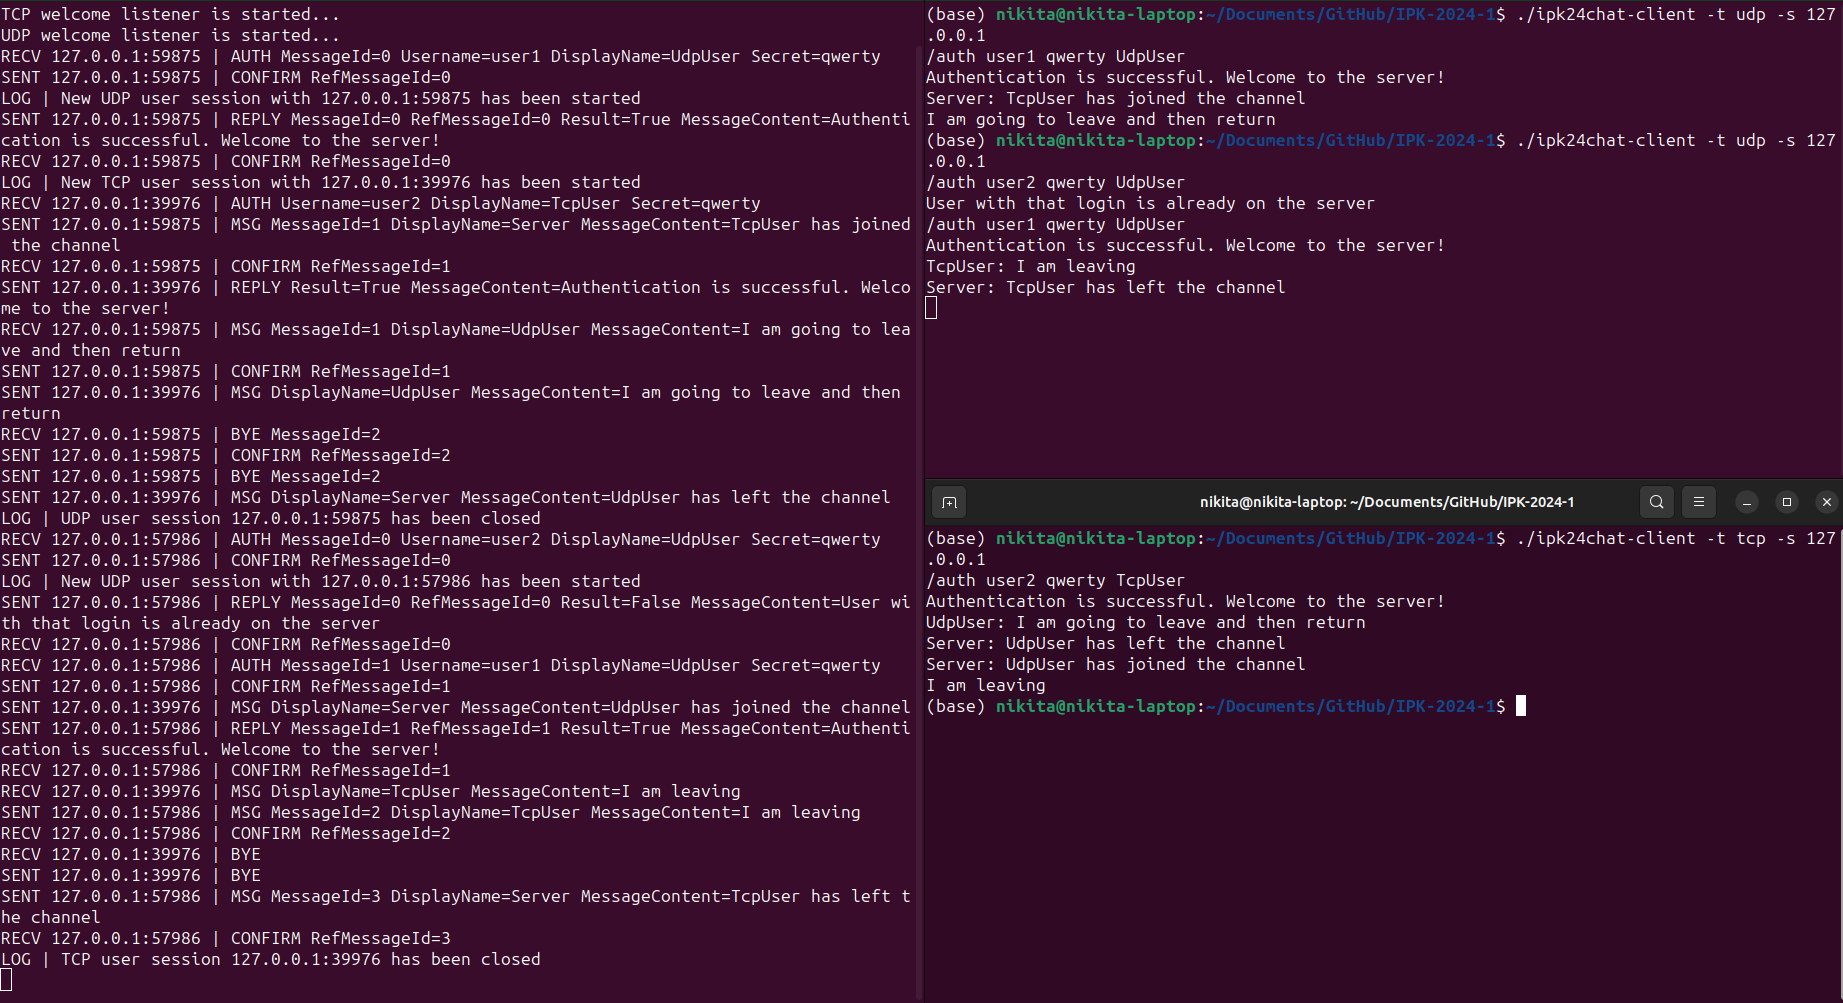 TCP welcome listener is started...
UDP welcome listener is started...
RECV 127.0.0.1:59875 | AUTH MessageId=0 Username=user1 DisplayName=UdpUser Secret=qwerty
SENT 127.0.0.1:59875 | CONFIRM RefMessageId=0
LOG | New UDP user session with 127.0.0.1:59875 has been started
SENT 127.0.0.1:59875 | REPLY MessageId=0 RefMessageId=0 Result=True MessageContent=Authenti
cation is successful. Welcome to the server!
RECV 127.0.0.1:59875 | CONFIRM RefMessageId=0
LOG | New TCP user session with 127.0.0.1:39976 has been started
RECV 127.0.0.1:39976 | AUTH Username=user2 DisplayName=TcpUser Secret=qwerty
SENT 127.0.0.1:59875 | MSG MessageId=1 DisplayName=Server MessageContent=TcpUser has joined
 the channel
RECV 127.0.0.1:59875 | CONFIRM RefMessageId=1
SENT 127.0.0.1:39976 | REPLY Result=True MessageContent=Authentication is successful. Welco
me to the server!
RECV 127.0.0.1:59875 | MSG MessageId=1 DisplayName=UdpUser MessageContent=I am going to lea
ve and then return
SENT 127.0.0.1:59875 | CONFIRM RefMessageId=1
SENT 127.0.0.1:39976 | MSG DisplayName=UdpUser MessageContent=I am going to leave and then
return
RECV 127.0.0.1:59875 | BYE MessageId=2
SENT 127.0.0.1:59875 | CONFIRM RefMessageId=2
SENT 127.0.0.1:59875 | BYE MessageId=2
SENT 127.0.0.1:39976 | MSG DisplayName=Server MessageContent=UdpUser has left the channel
LOG | UDP user session 127.0.0.1:59875 has been closed
RECV 127.0.0.1:57986 | AUTH MessageId=0 Username=user2 DisplayName=UdpUser Secret=qwerty
SENT 127.0.0.1:57986 | CONFIRM RefMessageId=0
LOG | New UDP user session with 127.0.0.1:57986 has been started
SENT 127.0.0.1:57986 | REPLY MessageId=0 RefMessageId=0 Result=False MessageContent=User wi
th that login is already on the server
RECV 127.0.0.1:57986 | CONFIRM RefMessageId=0
RECV 127.0.0.1:57986 | AUTH MessageId=1 Username=user1 DisplayName=UdpUser Secret=qwerty
SENT 127.0.0.1:57986 | CONFIRM RefMessageId=1
SENT 127.0.0.1:39976 | MSG DisplayName=Server MessageContent=UdpUser has joined the channel
SENT 127.0.0.1:57986 | REPLY MessageId=1 RefMessageId=1 Result=True MessageContent=Authenti
cation is successful. Welcome to the server!
RECV 127.0.0.1:57986 | CONFIRM RefMessageId=1
RECV 127.0.0.1:39976 | MSG DisplayName=TcpUser MessageContent=I am leaving
SENT 127.0.0.1:57986 | MSG MessageId=2 DisplayName=TcpUser MessageContent=I am leaving
RECV 127.0.0.1:57986 | CONFIRM RefMessageId=2
RECV 127.0.0.1:39976 | BYE
SENT 127.0.0.1:39976 | BYE
SENT 127.0.0.1:57986 | MSG MessageId=3 DisplayName=Server MessageContent=TcpUser has left t
he channel
RECV 127.0.0.1:57986 | CONFIRM RefMessageId=3
LOG | TCP user session 127.0.0.1:39976 has been closed
(base) nikita@nikita-laptop:~/Documents/GitHub/IPK-2024-1$ ./ipk24chat-client -t udp -s 127
.0.0.1
/auth user1 qwerty UdpUser
Authentication is successful. Welcome to the server!
Server: TcpUser has joined the channel
I am going to leave and then return
(base) nikita@nikita-laptop:~/Documents/GitHub/IPK-2024-1$ ./ipk24chat-client -t udp -s 127
.0.0.1
/auth user2 qwerty UdpUser
User with that login is already on the server
/auth user1 qwerty UdpUser
Authentication is successful. Welcome to the server!
TcpUser: I am leaving
Server: TcpUser has left the channel
nikita@nikita-laptop: ~/Documents/GitHub/IPK-2024-1
(base) nikita@nikita-laptop:~/Documents/GitHub/IPK-2024-1$ ./ipk24chat-client -t tcp -s 127
.0.0.1
/auth user2 qwerty TcpUser
Authentication is successful. Welcome to the server!
UdpUser: I am going to leave and then return
Server: UdpUser has left the channel
Server: UdpUser has joined the channel
I am leaving
(base) nikita@nikita-laptop:~/Documents/GitHub/IPK-2024-1$